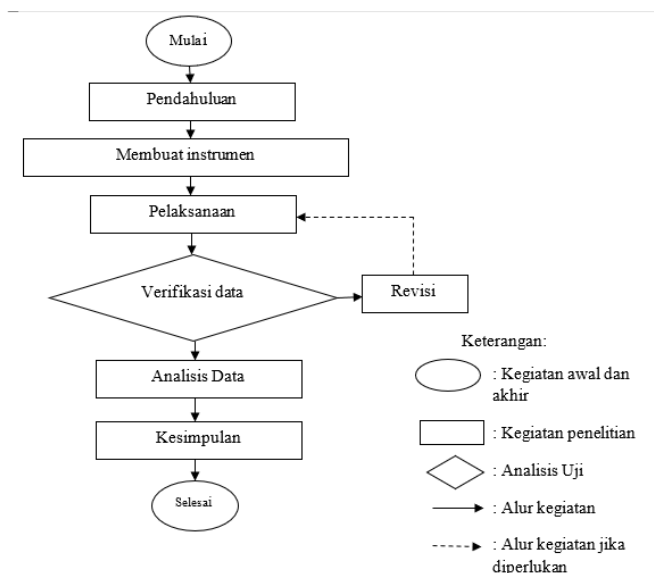 Mulai
Pendahuluan
Membuat instrumen
Pelaksanaan
Verifikasi data
Revisi
Analisis Data
Kesimpulan
Selesai
Keterangan:
: Kegiatan awal dan
akhir
: Kegiatan penelitian
: Analisis Uji
: Alur kegiatan
: Alur kegiatan jika
diperlukan